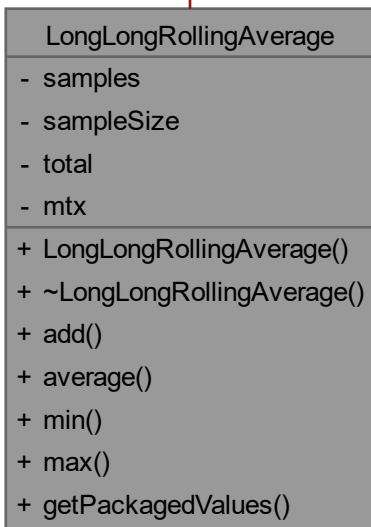 LongLongRollingAverage
- samples
- sampleSize
- total
- mtx
+ LongLongRollingAverage()
+ ~LongLongRollingAverage()
+ add()
+ average()
+ min()
+ max()
+ getPackagedValues()